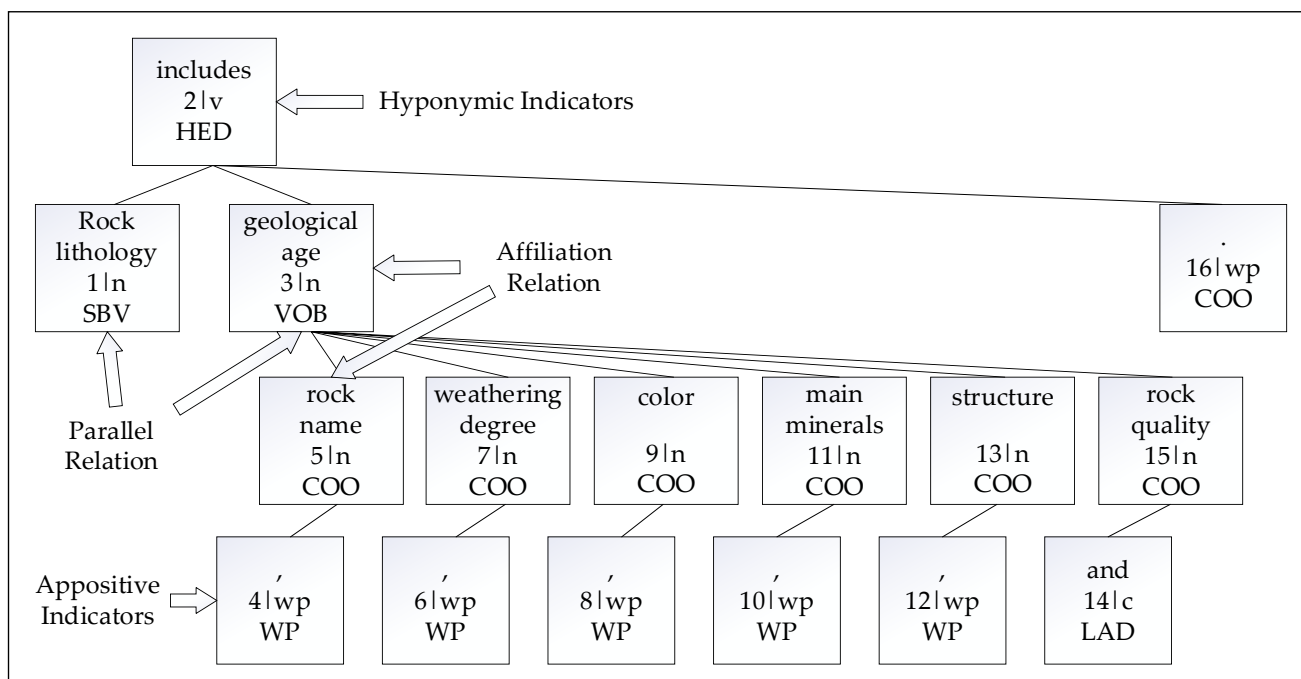 includes
2|v
HED
Hyponymic Indicators
Rock
lithology
1|n
SBV
geological
age
3|n
VOB
Affiliation
Relation
.
16|wp
COO
Parallel
Relation
rock
name
5|n
COO
weathering
degree
7|n
COO
color
9|n
COO
main
minerals
11|n
COO
structure
13|n
COO
rock
quality
15|n
COO
Appositive
Indicators
,
4|wp
WP
,
6|wp
WP
,
8|wp
WP
,
10|wp
WP
,
12|wp
WP
and
14|c
LAD